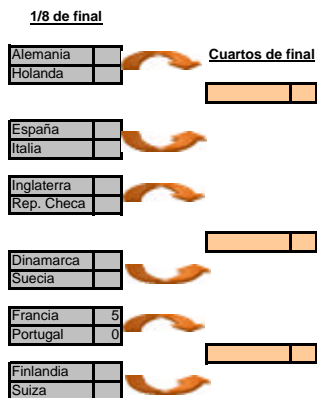 1/8 de final
Alemania
Cuartos de final
Holanda
España
Italia
Inglaterra
Rep. Checa
Dinamarca
Suecia
Francia 5
Portugal 0
Finlandia
Suiza